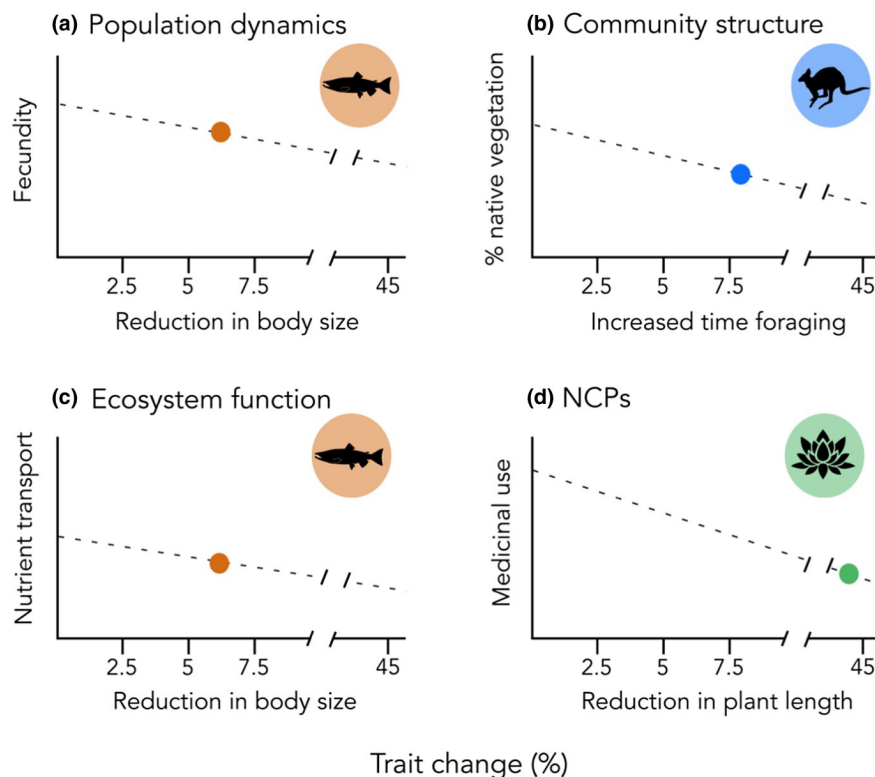 (a) Population dynamics
Fecundity
2.5 5 7.5 45
Reduction in body size
(b) Community structure
% native vegetation
2.5 5 7.5 45
Increased time foraging
(c) Ecosystem function
Nutrient transport
2.5 5 7.5 45
Reduction in body size
(d) NCPs
Medicinal use
2.5 5 7.5 45
Reduction in plant length
Trait change (%)